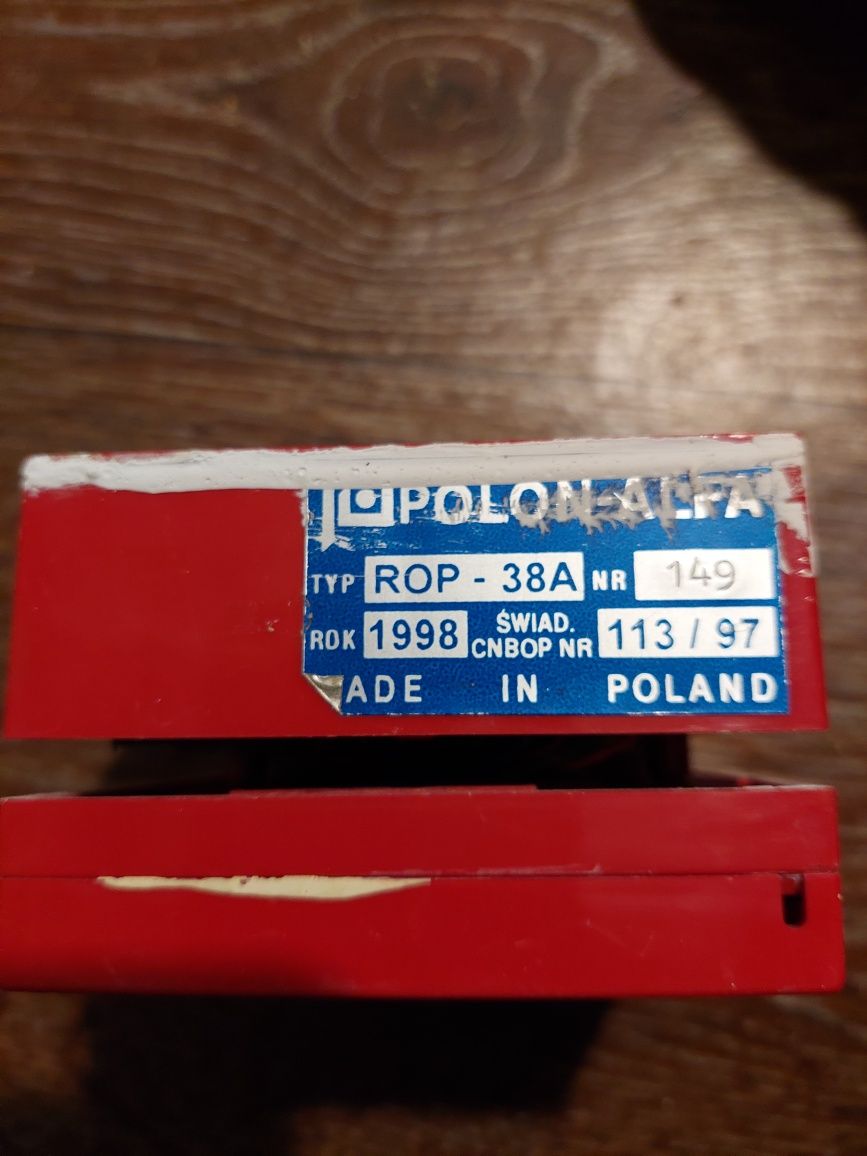 POLON-ALFA
TYP ROP - 38A NR 149
ROK 1998 ŚWIAD. CNBOP NR 113 / 97
ADE IN POLAND